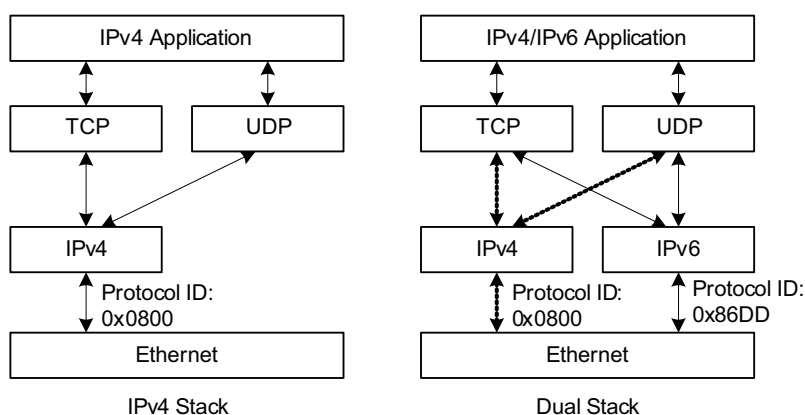 IPv4 Application
TCP
UDP
IPv4
Protocol ID:
0x0800
Ethernet
IPv4 Stack
IPv4/IPv6 Application
TCP
UDP
IPv4
IPv6
Protocol ID:
0x0800
Protocol ID:
0x86DD
Ethernet
Dual Stack